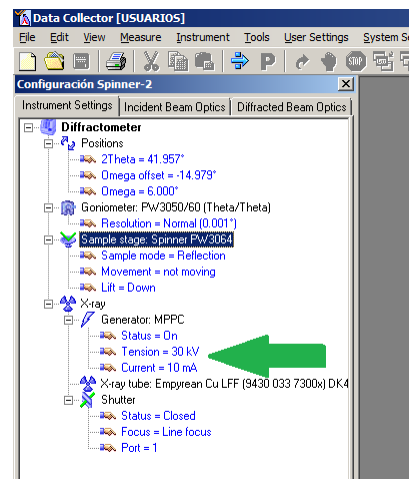 Data Collector [USUARIOS]
File Edit View Measure Instrument Tools User Settings System S
Configuración Spinner-2
Instrument Settings Incident Beam Optics Diffracted Beam Optics
Diffractometer
Positions
2Theta = 41.957°
Omega offset = -14.979°
Omega = 6.000°
Goniometer: PW3050/60 (Theta/Theta)
Resolution = Normal (0.001°)
Sample stage: Spinner PW3064
Sample mode = Reflection
Movement = not moving
Lift = Down
X-ray
Generator: MPPC
Status = On
Tension = 30 kV
Current = 10 mA
X-ray tube: Empyrean Cu LFF (9430 033 7300x) DK4
Shutter
Status = Closed
Focus = Line focus
Port = 1